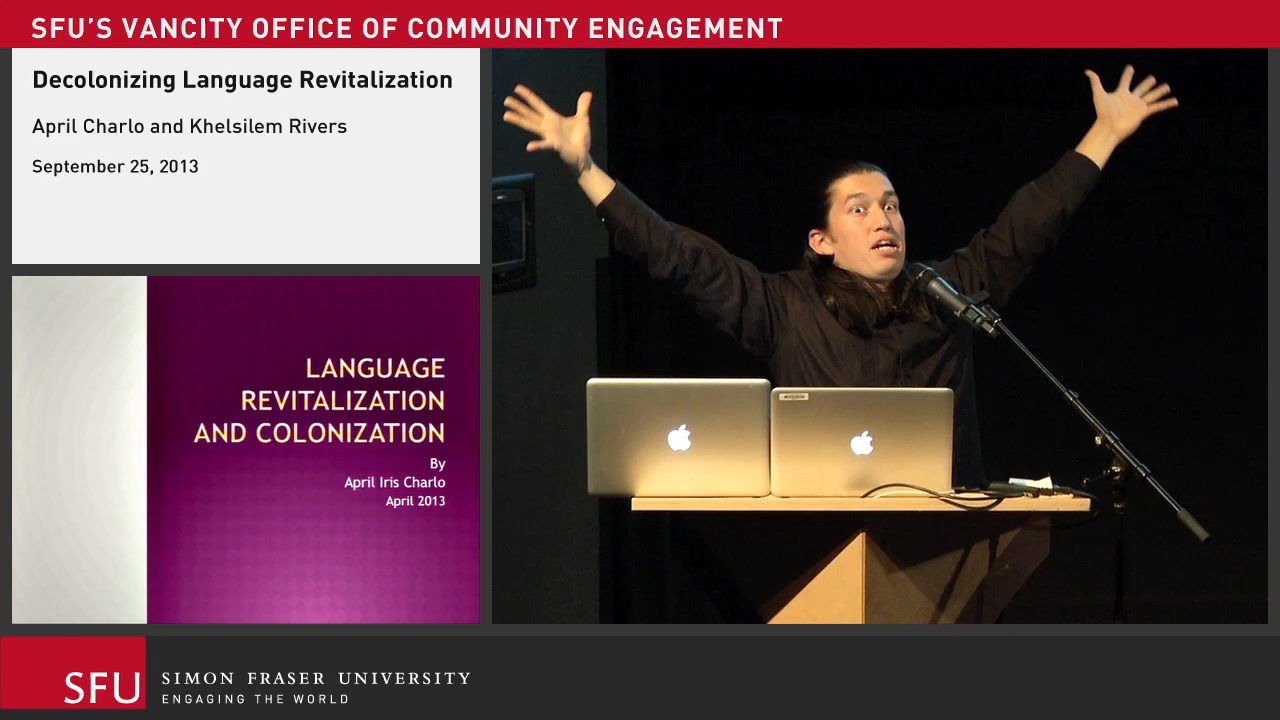 SFU'S VANCITY OFFICE OF COMMUNITY ENGAGEMENT
Decolonizing Language Revitalization
April Charlo and Khelsilem Rivers
September 25, 2013
LANGUAGE
REVITALIZATION
AND COLONIZATION
By
April Iris Charlo
April 2013
SFU
SIMON FRASER UNIVERSITY
ENGAGING THE WORLD